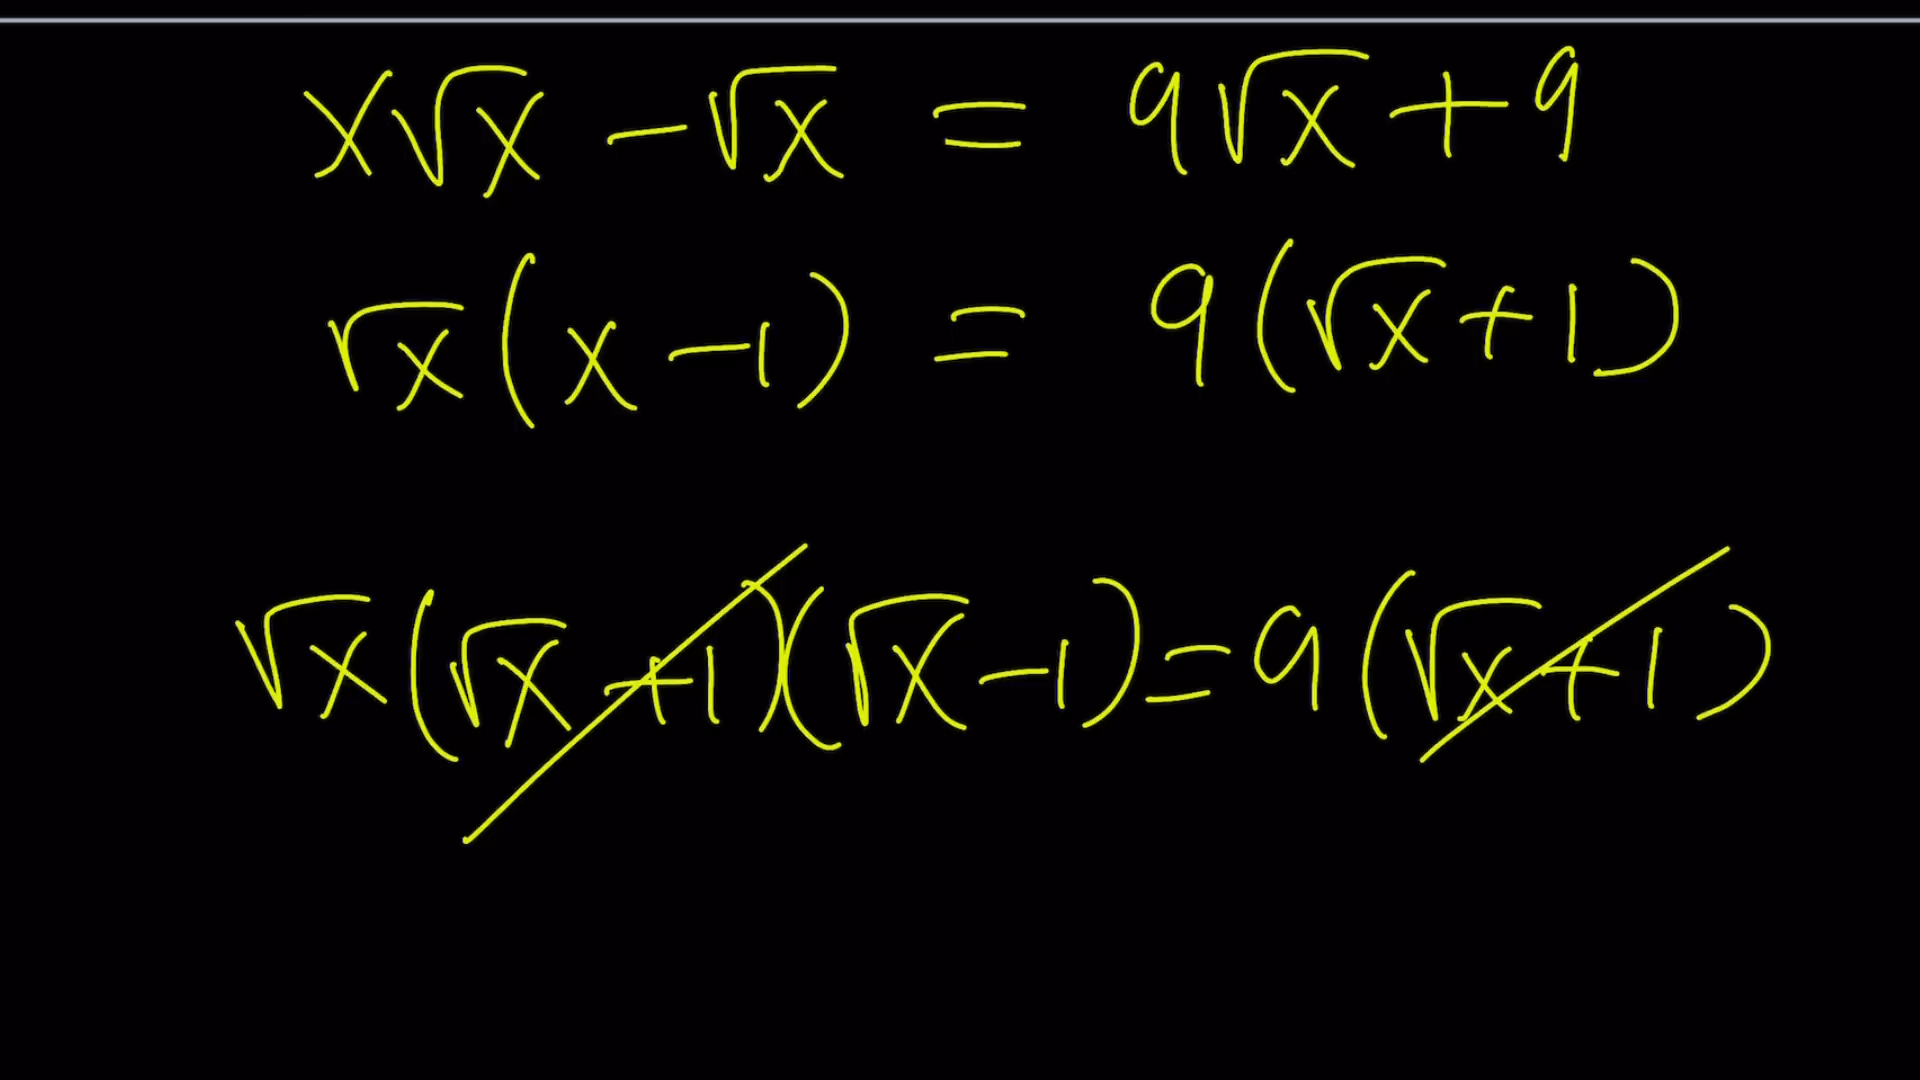 x√x − √x = 9√x + 9
√x(x − 1) = 9(√x + 1)
√x(√x + 1)(√x − 1) = 9(√x + 1)